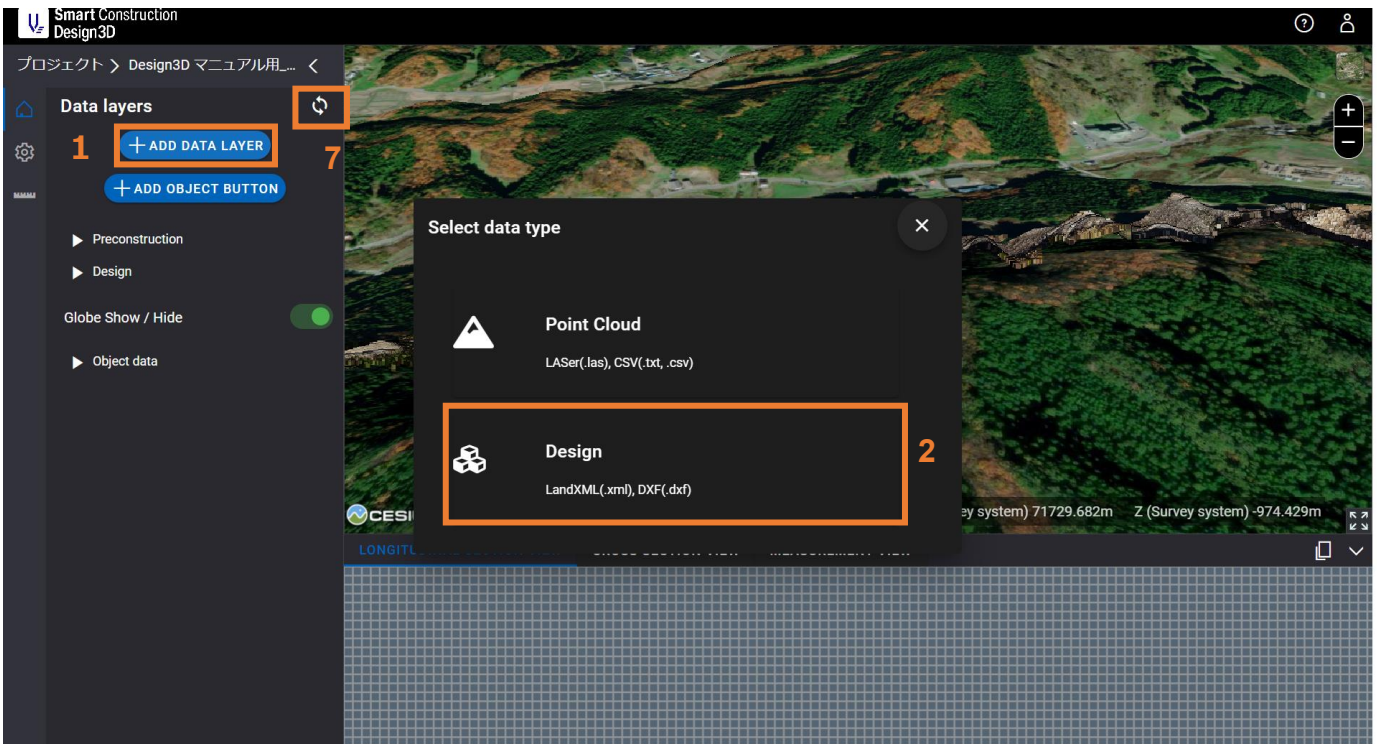 Smart Construction
Design3D
プロジェクト > Design3D マニュアル用_...
Data layers
1
+ ADD DATA LAYER
7
+ ADD OBJECT BUTTON
Preconstruction
Design
Globe Show / Hide
Object data
+
−
Select data type
Point Cloud
LASer(.las), CSV(.txt, .csv)
Design
LandXML(.xml), DXF(.dxf)
2
CESI
ey system) 71729.682m Z (Survey system) -974.429m